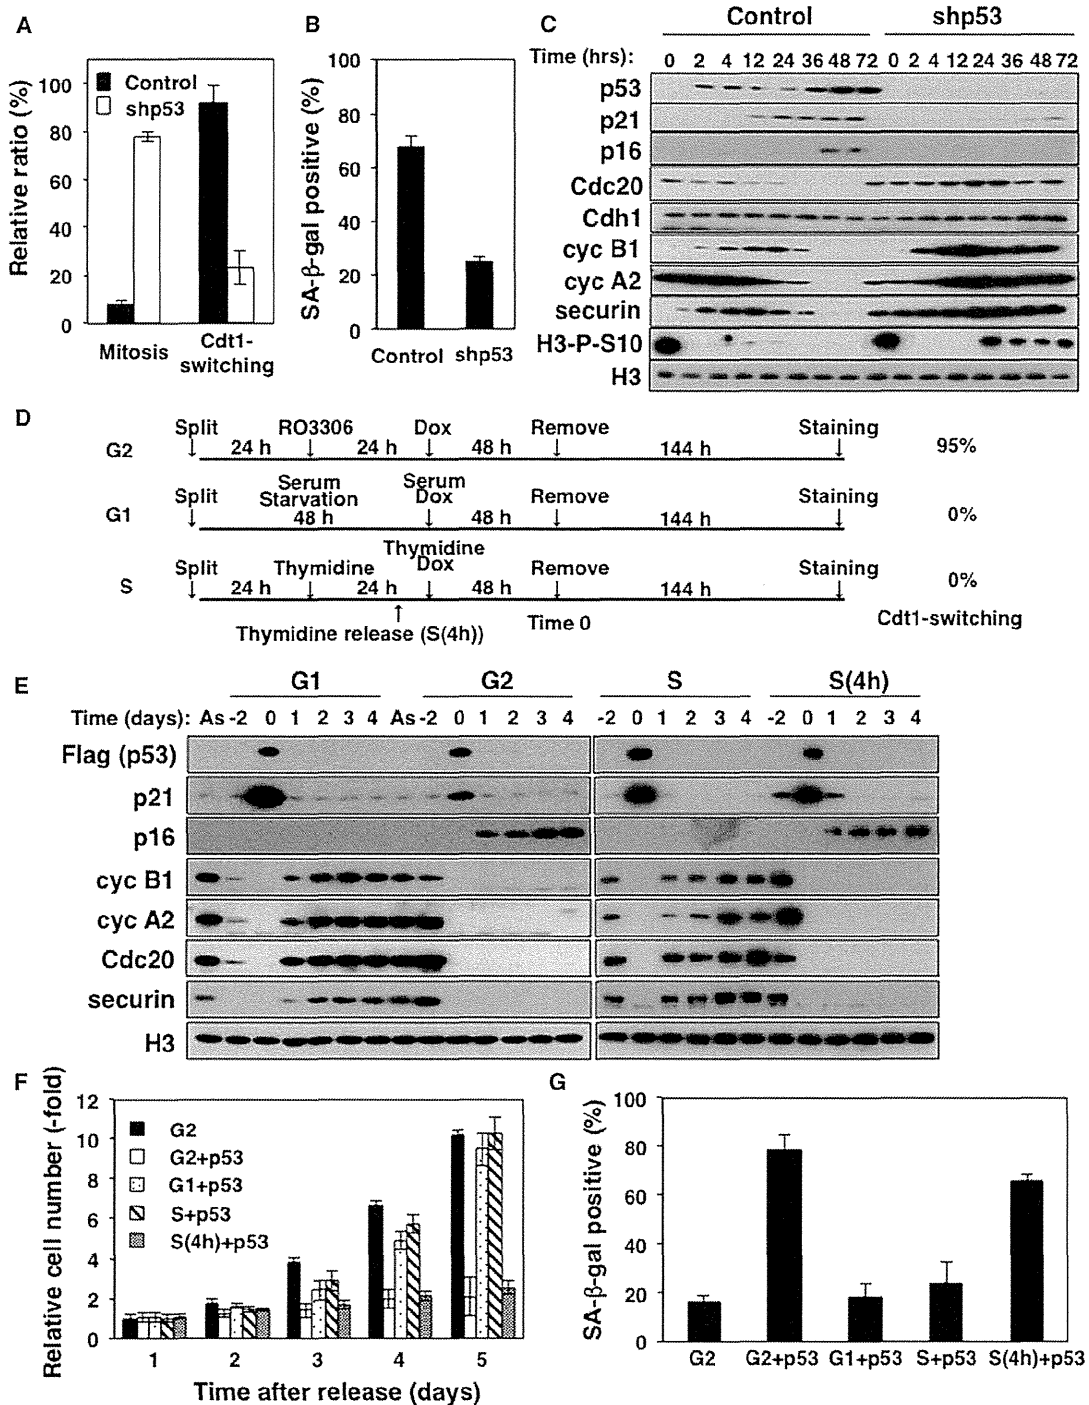 A
Relative ratio (%)
100
80
60
40
20
0
Control
shp53
Mitosis
Cdt1-
switching
B
SA-β-gal positive (%)
100
80
60
40
20
0
Control shp53
C
Control shp53
Time (hrs): 0 2 4 12 24 36 48 72 0 2 4 12 24 36 48 72
p53
p21
p16
Cdc20
Cdh1
cyc B1
cyc A2
securin
H3-P-S10
H3
D
G2
Split RO3306 Dox Remove Staining
24 h 24 h 48 h 144 h
95%
G1
Split Serum Starvation Serum Dox Remove Staining
48 h 48 h 144 h
0%
S
Split Thymidine Thymidine Dox Remove Staining
24 h 24 h 48 h 144 h
0%
Thymidine release (S(4h))
Time 0
Cdt1-switching
E
G1 G2 S S(4h)
Time (days): As -2 0 1 2 3 4 As -2 0 1 2 3 4 -2 0 1 2 3 4 -2 0 1 2 3 4
Flag (p53)
p21
p16
cyc B1
cyc A2
Cdc20
securin
H3
F
Relative cell number (-fold)
12
10
8
6
4
2
0
G2
G2+p53
G1+p53
S+p53
S(4h)+p53
1 2 3 4 5
Time after release (days)
G
SA-β-gal positive (%)
100
80
60
40
20
0
G2 G2+p53 G1+p53 S+p53 S(4h)+p53